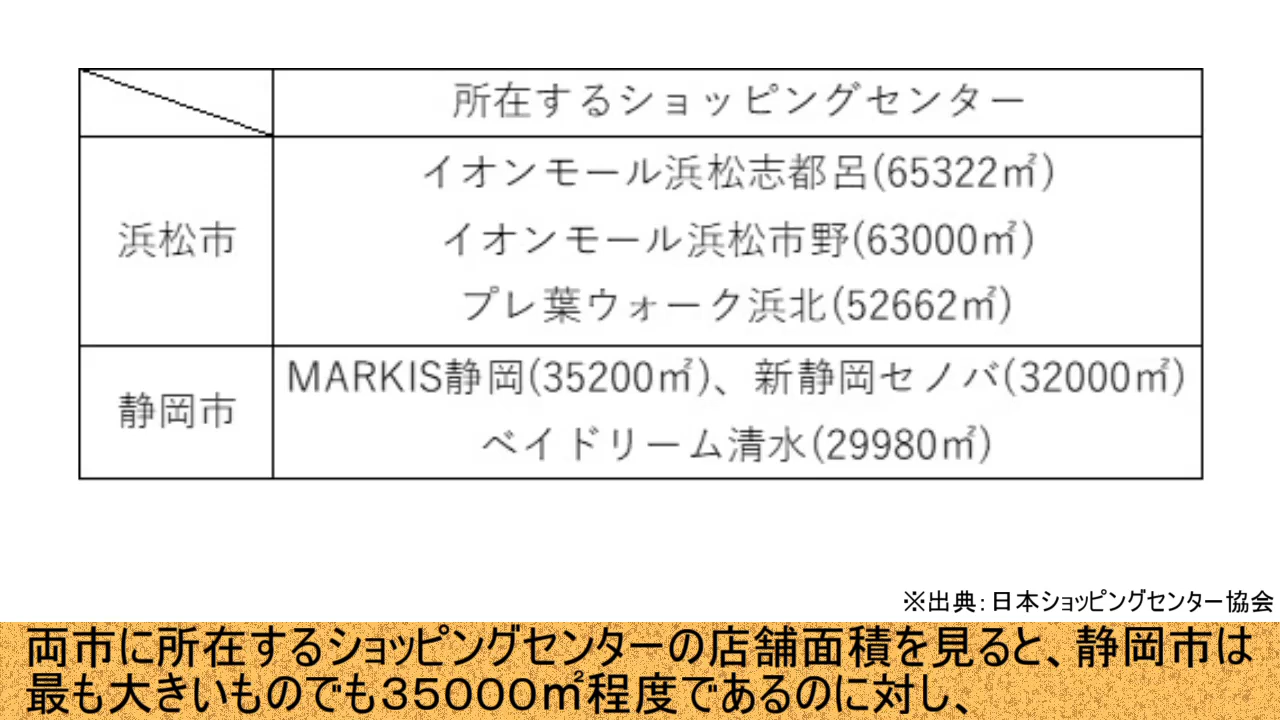 所在するショッピングセンター
浜松市
イオンモール浜松志都呂(65322㎡)
イオンモール浜松市野(63000㎡)
プレ葉ウォーク浜北(52662㎡)
静岡市
MARKIS静岡(35200㎡)、新静岡セノバ(32000㎡)
ベイドリーム清水(29980㎡)
※出典：日本ショッピングセンター協会
両市に所在するショッピングセンターの店舗面積を見ると、静岡市は
最も大きいものでも３５０００㎡程度であるのに対し、